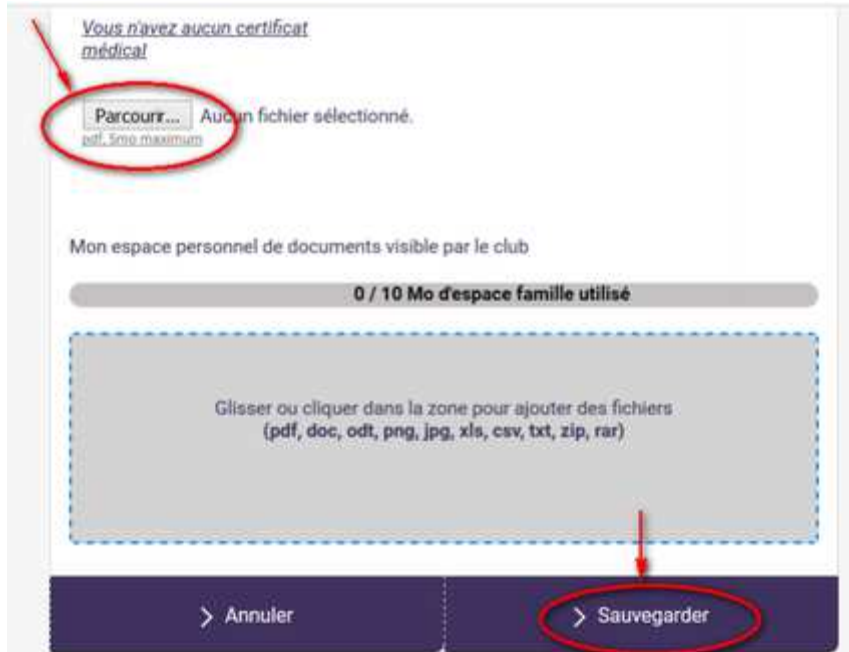 Vous n'avez aucun certificat
médical
Parcourir... Aucun fichier sélectionné.
pdf, 5mo maximum
Mon espace personnel de documents visible par le club
0 / 10 Mo d'espace famille utilisé
Glisser ou cliquer dans la zone pour ajouter des fichiers
(pdf, doc, odt, png, jpg, xls, csv, txt, zip, rar)
> Annuler
> Sauvegarder